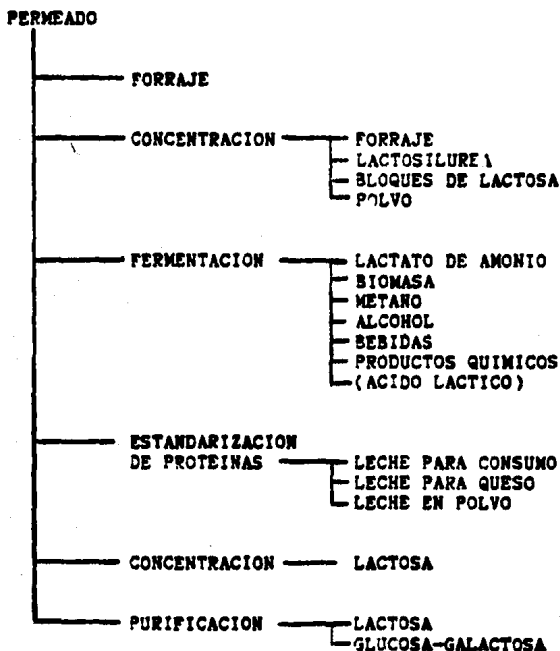 PERMEADO
FORRAJE
CONCENTRACION
FORRAJE
LACTOSILUREA
BLOQUES DE LACTOSA
POLVO
FERMENTACION
LACTATO DE AMONIO
BIOMASA
METANO
ALCOHOL
BEBIDAS
PRODUCTOS QUIMICOS
(ACIDO LACTICO)
ESTANDARIZACION
DE PROTEINAS
LECHE PARA CONSUMO
LECHE PARA QUESO
LECHE EN POLVO
CONCENTRACION
LACTOSA
PURIFICACION
LACTOSA
GLUCOSA-GALACTOSA